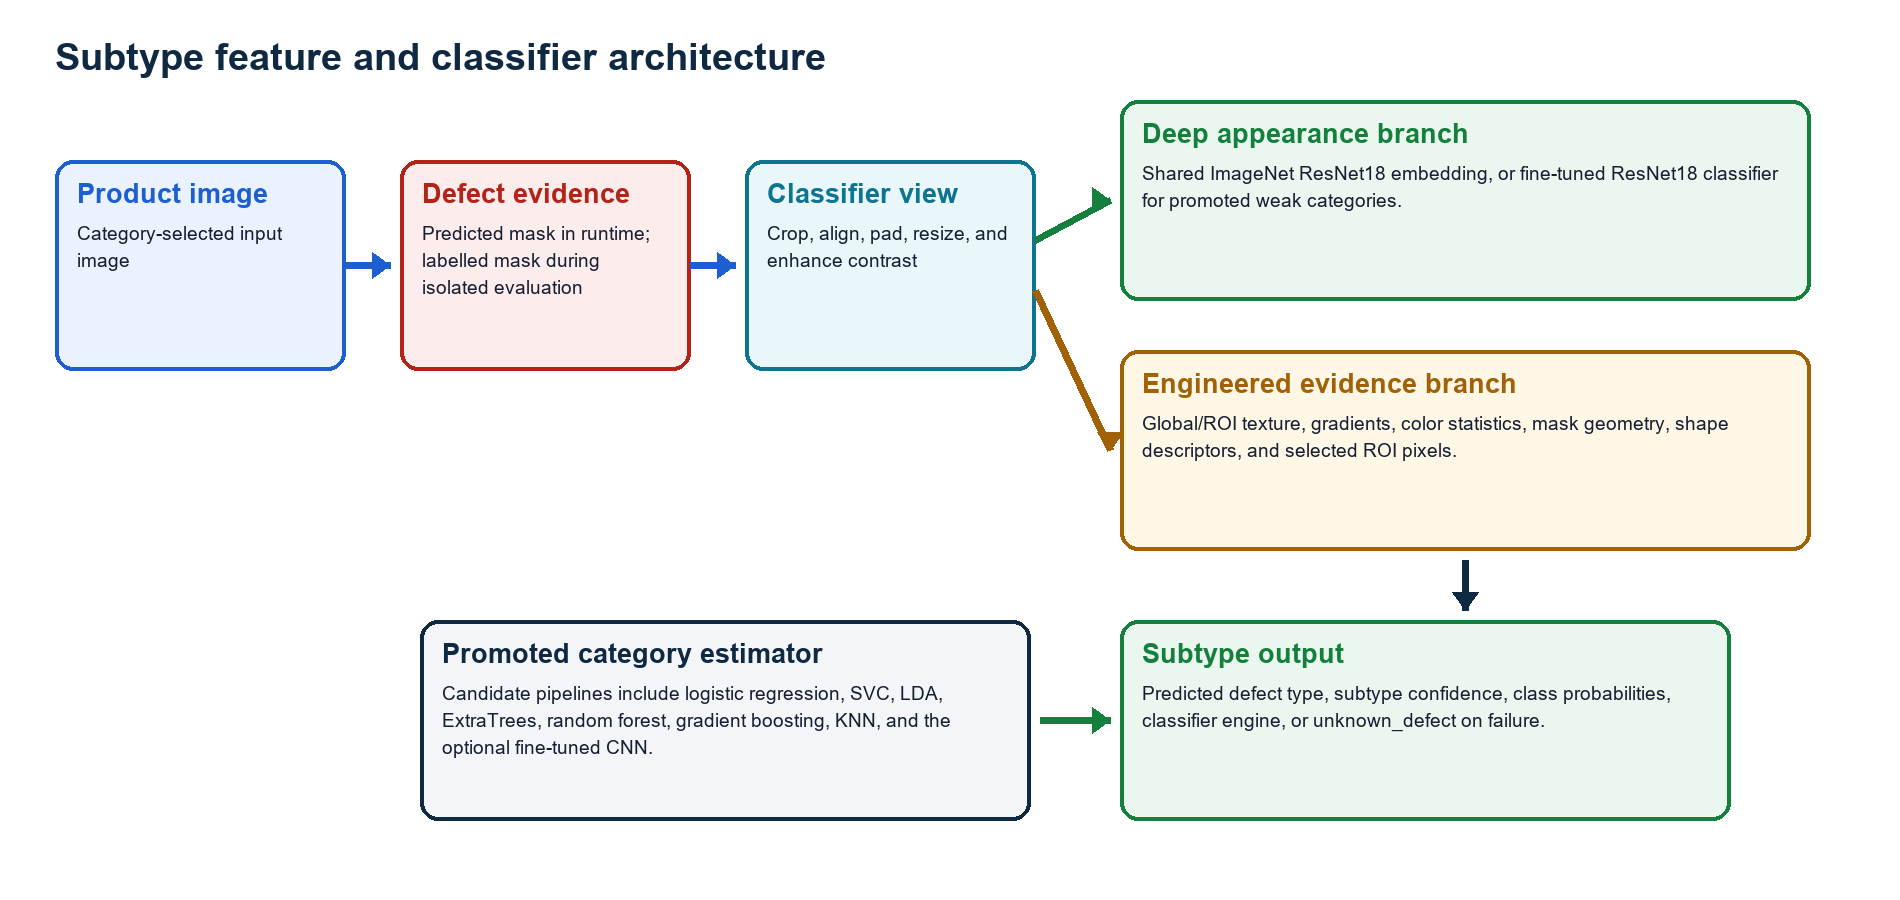 Subtype feature and classifier architecture
Product image
Category-selected input
image
Defect evidence
Predicted mask in runtime;
labelled mask during
isolated evaluation
Classifier view
Crop, align, pad, resize, and
enhance contrast
Deep appearance branch
Shared ImageNet ResNet18 embedding, or fine-tuned ResNet18 classifier
for promoted weak categories.
Engineered evidence branch
Global/ROI texture, gradients, color statistics, mask geometry, shape
descriptors, and selected ROI pixels.
Promoted category estimator
Candidate pipelines include logistic regression, SVC, LDA,
ExtraTrees, random forest, gradient boosting, KNN, and the
optional fine-tuned CNN.
Subtype output
Predicted defect type, subtype confidence, class probabilities,
classifier engine, or unknown_defect on failure.